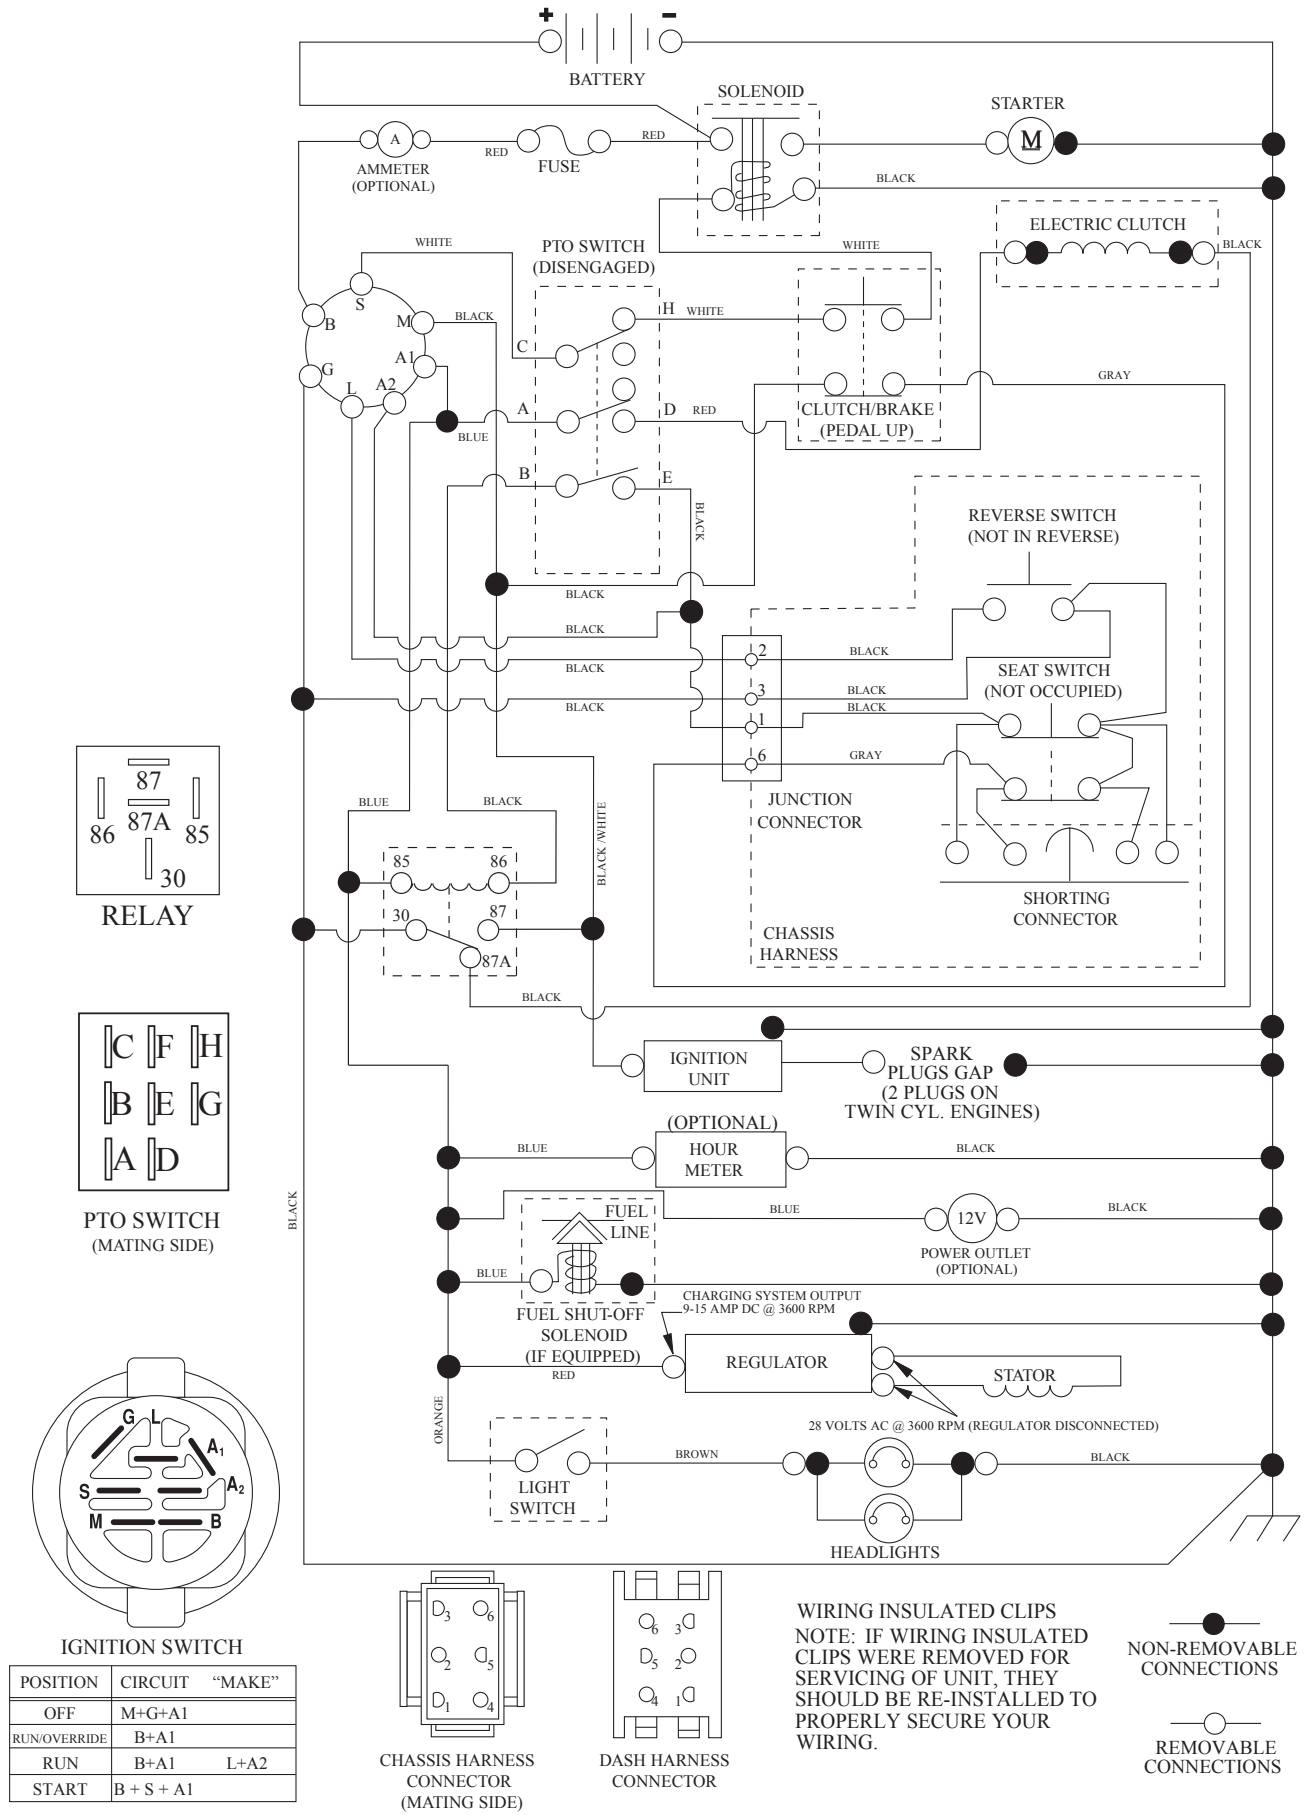 + −
BATTERY
SOLENOID
STARTER
A
M
RED
FUSE
RED
AMMETER
(OPTIONAL)
BLACK
ELECTRIC CLUTCH
BLACK
WHITE
PTO SWITCH
(DISENGAGED)
WHITE
S
B
M
BLACK
H
WHITE
C
A1
G
A2
L
GRAY
A
D
RED
CLUTCH/BRAKE
(PEDAL UP)
BLUE
B
E
BLACK
REVERSE SWITCH
(NOT IN REVERSE)
BLACK
BLACK
2
BLACK
BLACK
SEAT SWITCH
(NOT OCCUPIED)
3
BLACK
BLACK
BLACK
1
6
GRAY
87
86
87A
85
30
RELAY
BLUE
BLACK
JUNCTION
CONNECTOR
BLACK /WHITE
85
86
30
87
87A
SHORTING
CONNECTOR
CHASSIS
HARNESS
BLACK
C F H
B E G
A D
PTO SWITCH
(MATING SIDE)
IGNITION
UNIT
SPARK
PLUGS GAP
(2 PLUGS ON
TWIN CYL. ENGINES)
(OPTIONAL)
HOUR
METER
BLUE
BLACK
BLACK
FUEL
LINE
BLUE
12V
BLACK
POWER OUTLET
(OPTIONAL)
BLUE
FUEL SHUT-OFF
SOLENOID
(IF EQUIPPED)
CHARGING SYSTEM OUTPUT
9-15 AMP DC @ 3600 RPM
RED
REGULATOR
STATOR
28 VOLTS AC @ 3600 RPM (REGULATOR DISCONNECTED)
ORANGE
LIGHT
SWITCH
BROWN
BLACK
HEADLIGHTS
G L
A1
S
A2
M B
IGNITION SWITCH
POSITION CIRCUIT “MAKE”
OFF M+G+A1
RUN/OVERRIDE B+A1
RUN B+A1 L+A2
START B + S + A1
3 6
2 5
1 4
CHASSIS HARNESS
CONNECTOR
(MATING SIDE)
6 3
5 2
4 1
DASH HARNESS
CONNECTOR
WIRING INSULATED CLIPS
NOTE: IF WIRING INSULATED
CLIPS WERE REMOVED FOR
SERVICING OF UNIT, THEY
SHOULD BE RE-INSTALLED TO
PROPERLY SECURE YOUR
WIRING.
NON-REMOVABLE
CONNECTIONS
REMOVABLE
CONNECTIONS